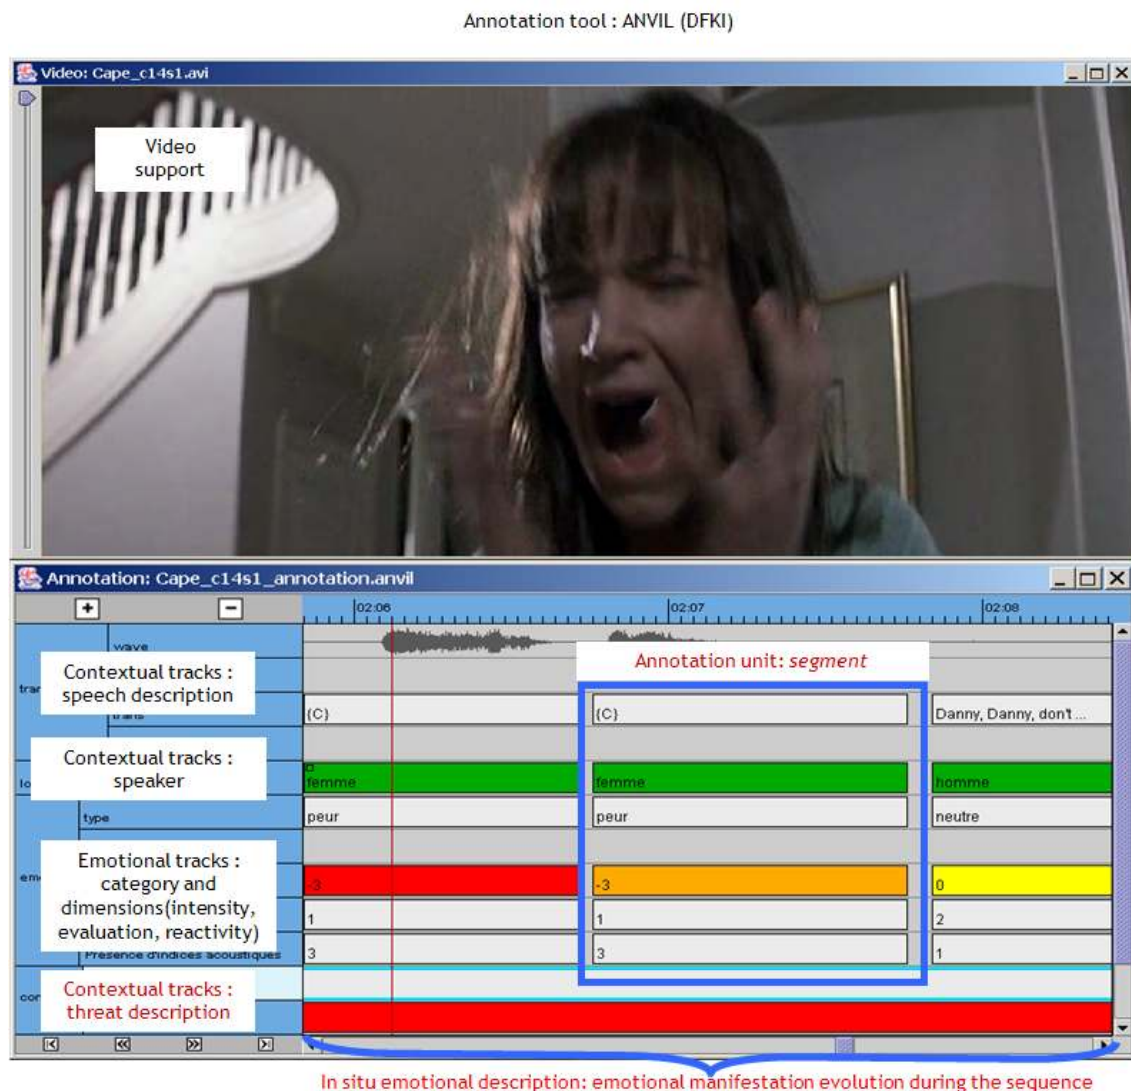 Annotation tool : ANVIL (DFKI)
Video: Cape_c14s1.avi
Video
support
Annotation: Cape_c14s1_annotation.anvil
02:06 02:07 02:08
wave
Contextual tracks :
speech description
Annotation unit: segment
trans (C) (C) Danny, Danny, don't ...
Contextual tracks :
speaker
femme femme homme
type peur peur neutre
Emotional tracks :
category and
dimensions(intensity,
evaluation, reactivity)
-3 -3 0
1 1 2
Présence d'indices acoustiques 3 3 1
Contextual tracks :
threat description
In situ emotional description: emotional manifestation evolution during the sequence